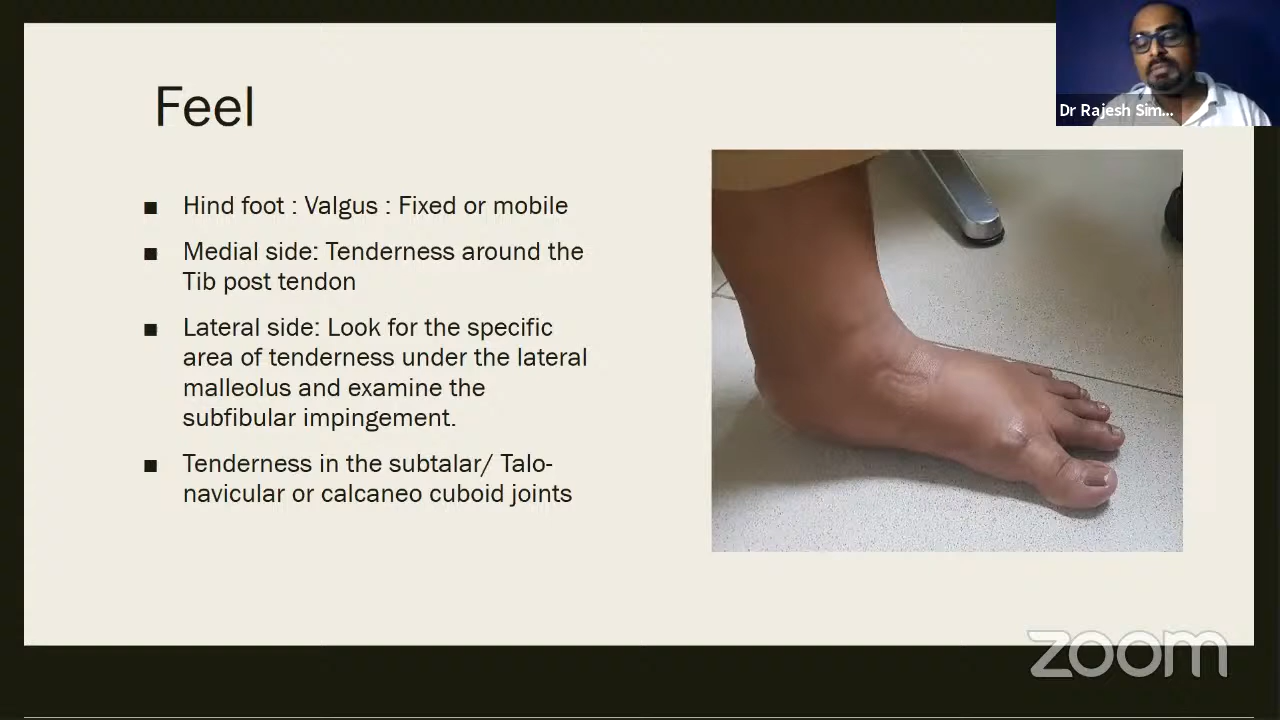 Feel
Dr Rajesh Sim...
■ Hind foot : Valgus : Fixed or mobile
■ Medial side: Tenderness around the
Tib post tendon
■ Lateral side: Look for the specific
area of tenderness under the lateral
malleolus and examine the
subfibular impingement.
■ Tenderness in the subtalar/ Talo-
navicular or calcaneo cuboid joints
zoom